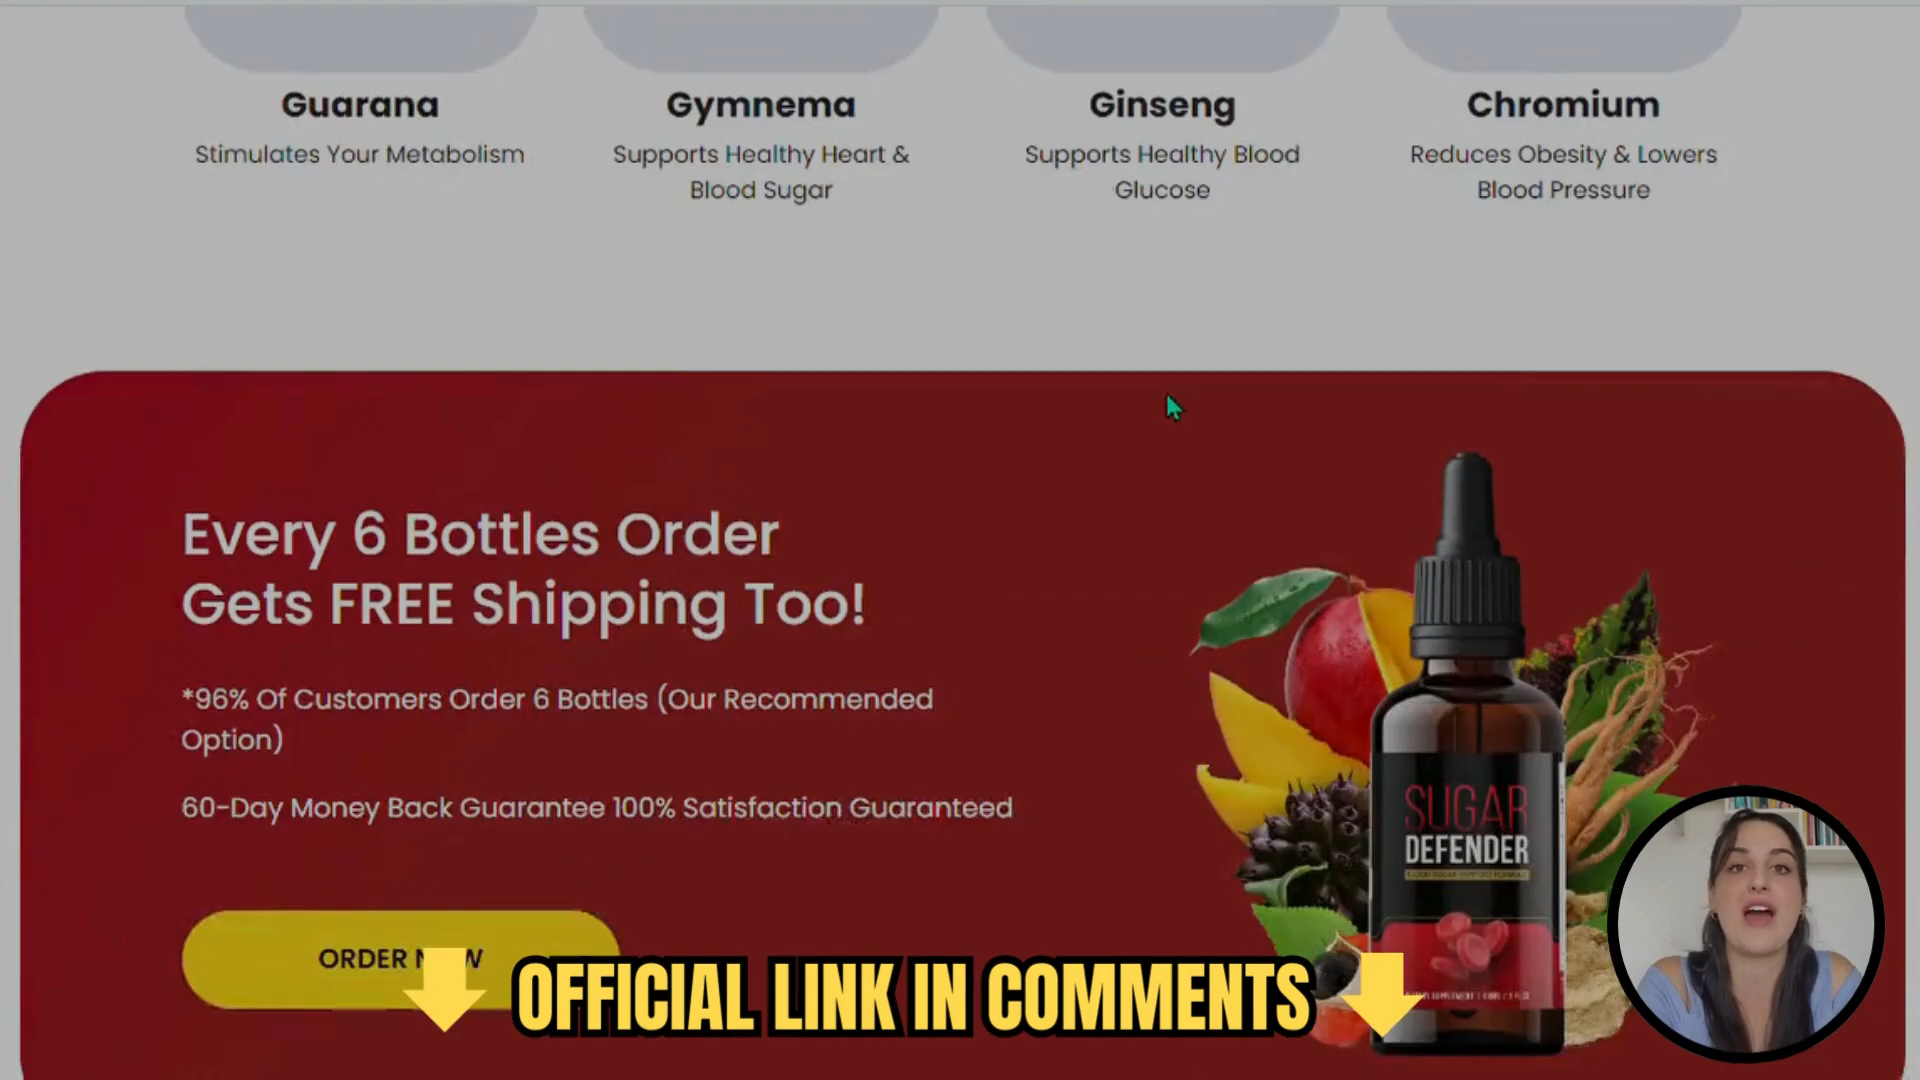 Guarana
Stimulates Your Metabolism
Gymnema
Supports Healthy Heart &
Blood Sugar
Ginseng
Supports Healthy Blood
Glucose
Chromium
Reduces Obesity & Lowers
Blood Pressure
Every 6 Bottles Order
Gets FREE Shipping Too!
*96% Of Customers Order 6 Bottles (Our Recommended
Option)
60-Day Money Back Guarantee 100% Satisfaction Guaranteed
ORDER N W
OFFICIAL LINK IN COMMENTS
SUGAR
DEFENDER